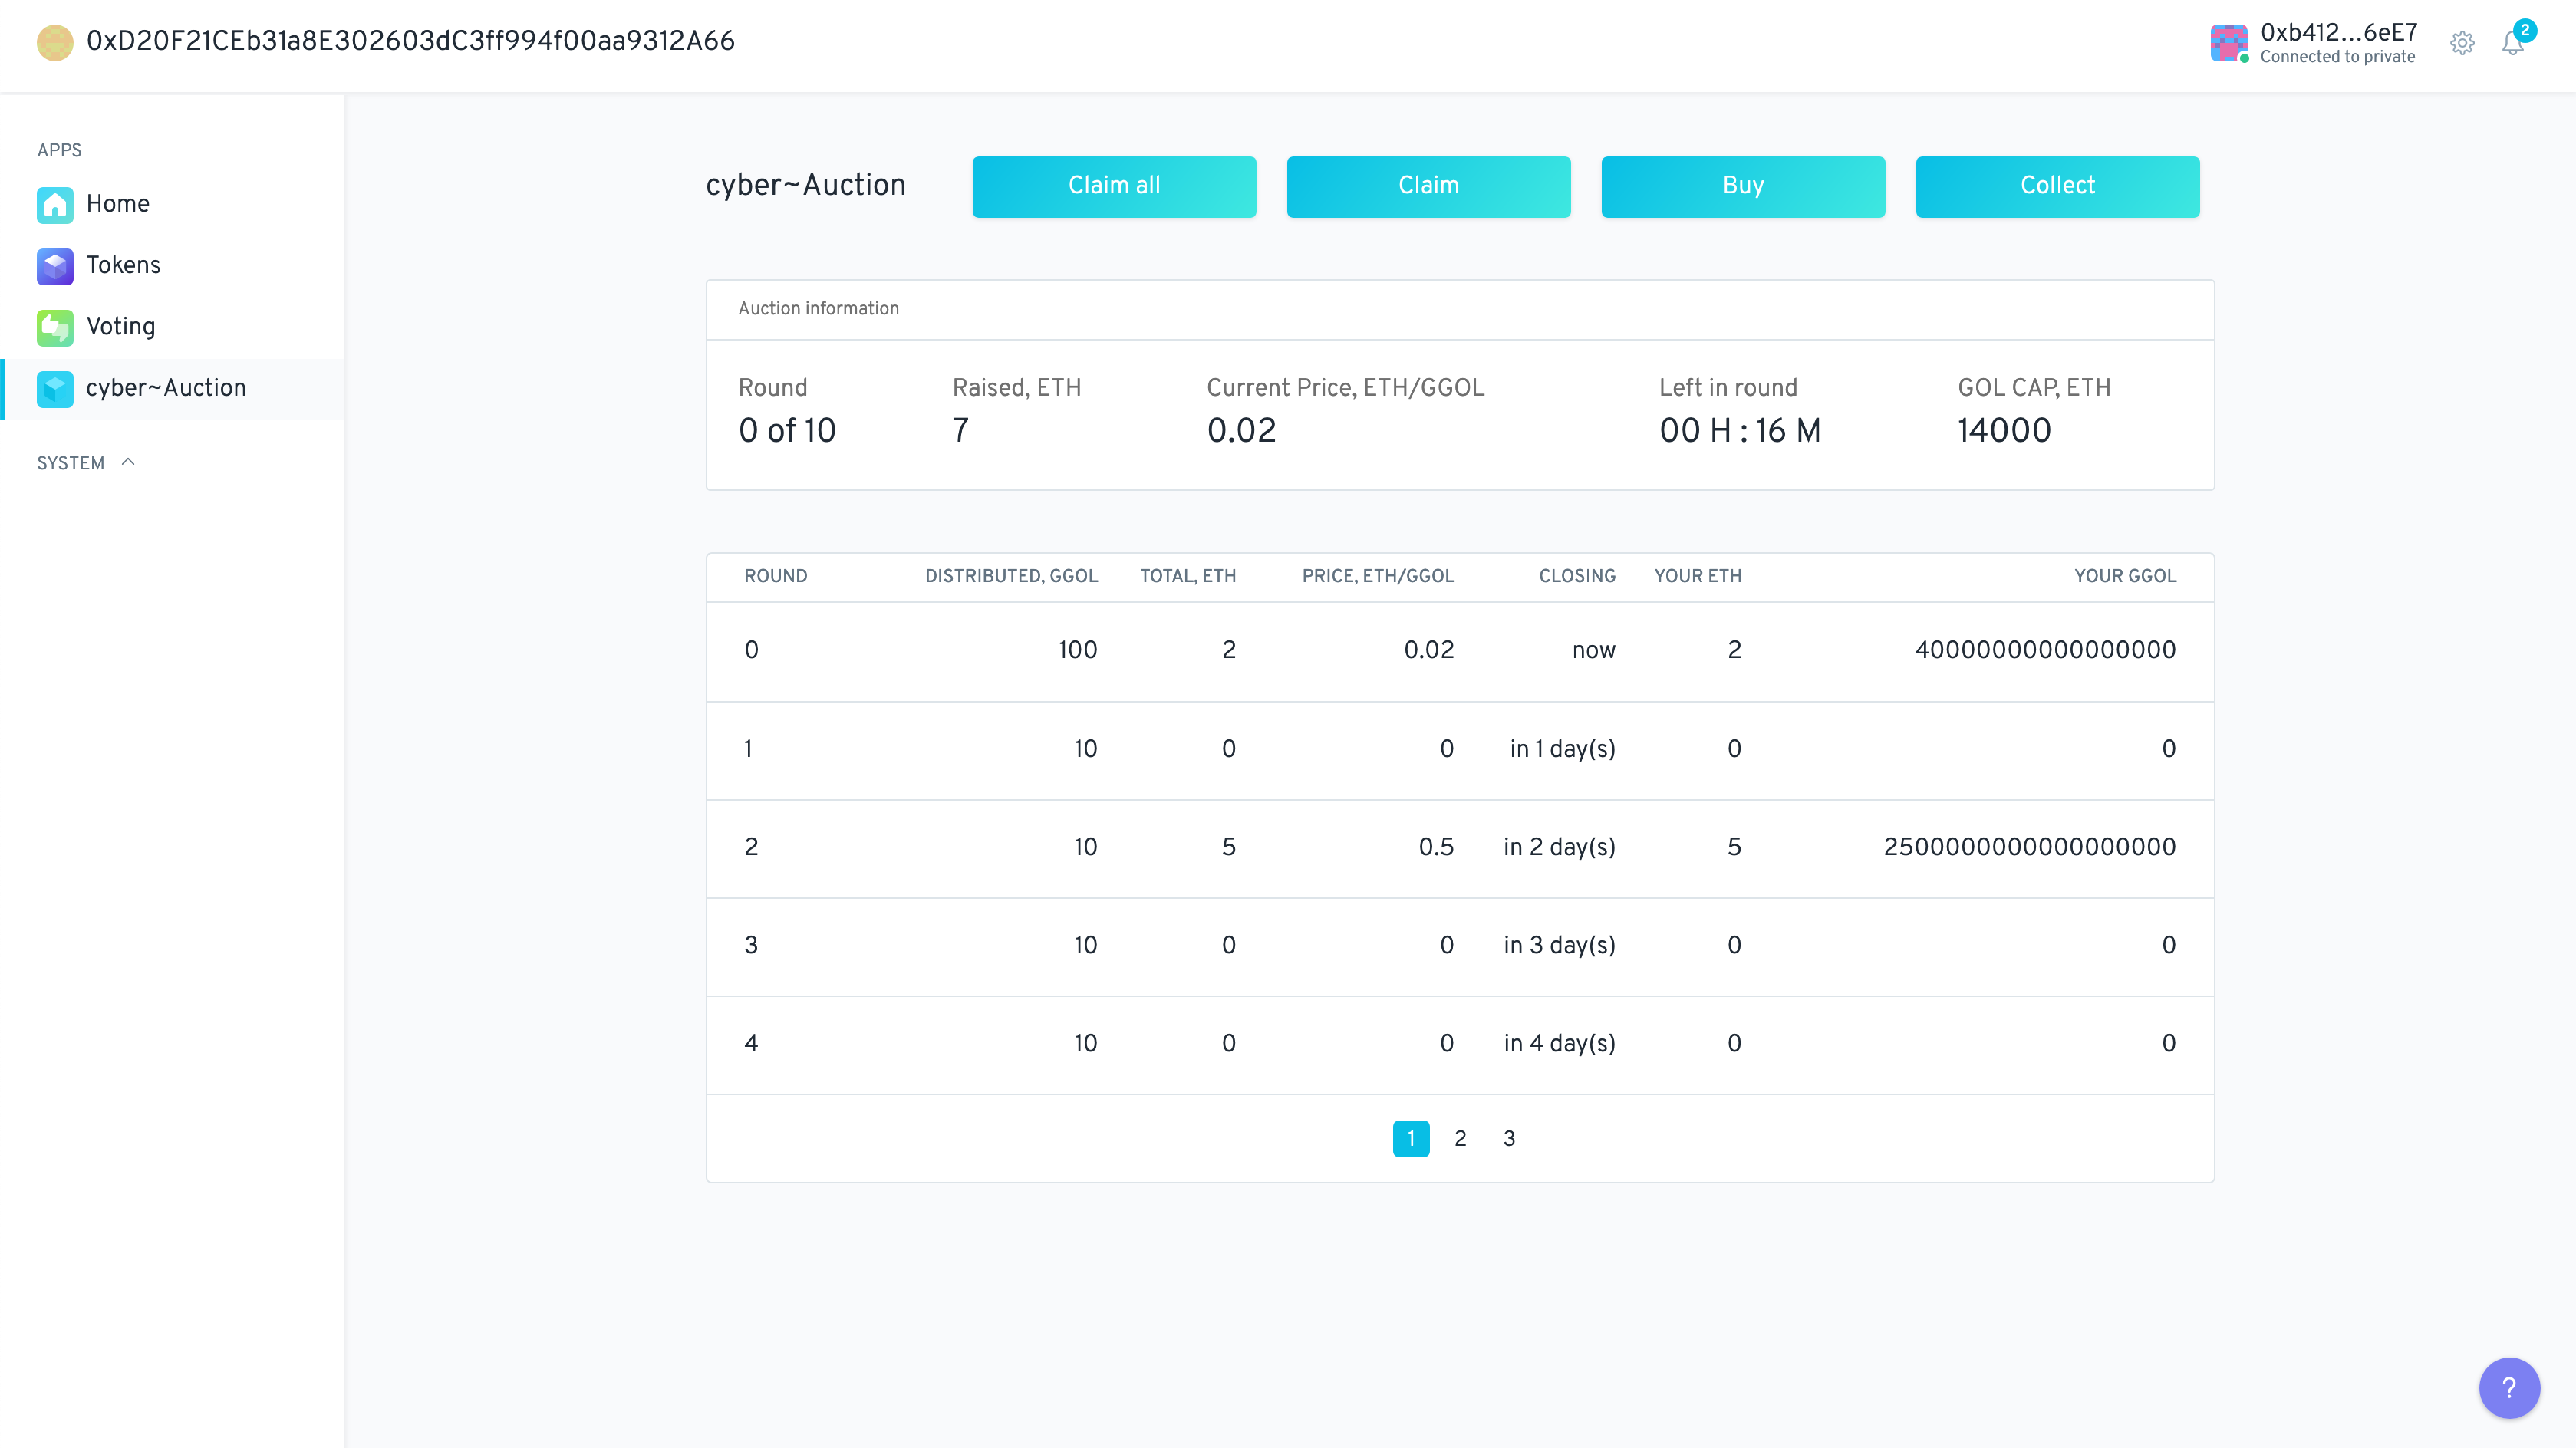 0xD20F21CEb31a8E302603dC3ff994f00aa9312A66
0xb412...6eE7
Connected to private
2
APPS
Home
Tokens
Voting
cyber~Auction
SYSTEM
cyber~Auction
Claim all
Claim
Buy
Collect
Auction information
Round Raised, ETH Current Price, ETH/GGOL Left in round GOL CAP, ETH
0 of 10 7 0.02 00 H : 16 M 14000
ROUND DISTRIBUTED, GGOL TOTAL, ETH PRICE, ETH/GGOL CLOSING YOUR ETH YOUR GGOL
0 100 2 0.02 now 2 40000000000000000
1 10 0 0 in 1 day(s) 0 0
2 10 5 0.5 in 2 day(s) 5 2500000000000000000
3 10 0 0 in 3 day(s) 0 0
4 10 0 0 in 4 day(s) 0 0
1 2 3
?